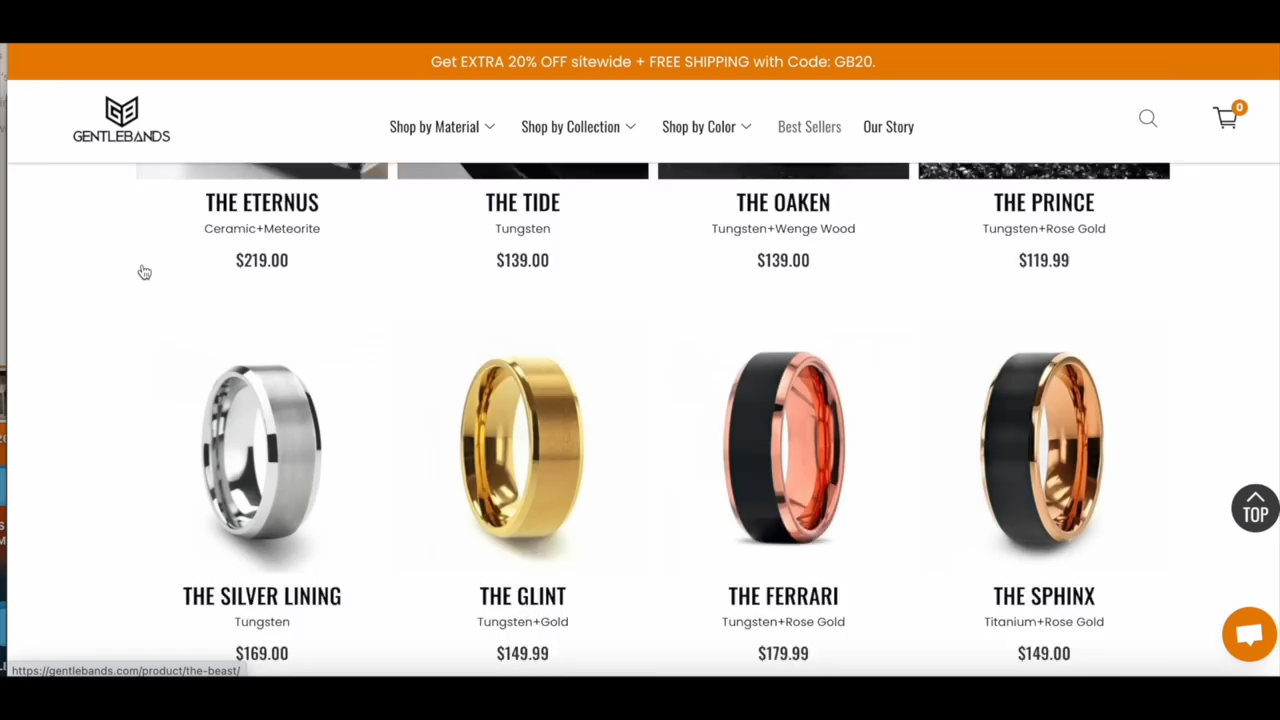 Get EXTRA 20% OFF sitewide + FREE SHIPPING with Code: GB20.
GENTLEBANDS
Shop by Material
Shop by Collection
Shop by Color
Best Sellers
Our Story
0
THE ETERNUS
Ceramic+Meteorite
$219.00
THE TIDE
Tungsten
$139.00
THE OAKEN
Tungsten+Wenge Wood
$139.00
THE PRINCE
Tungsten+Rose Gold
$119.99
TOP
THE SILVER LINING
Tungsten
$169.00
THE GLINT
Tungsten+Gold
$149.99
THE FERRARI
Tungsten+Rose Gold
$179.99
THE SPHINX
Titanium+Rose Gold
$149.00
https://gentlebands.com/product/the-beast/